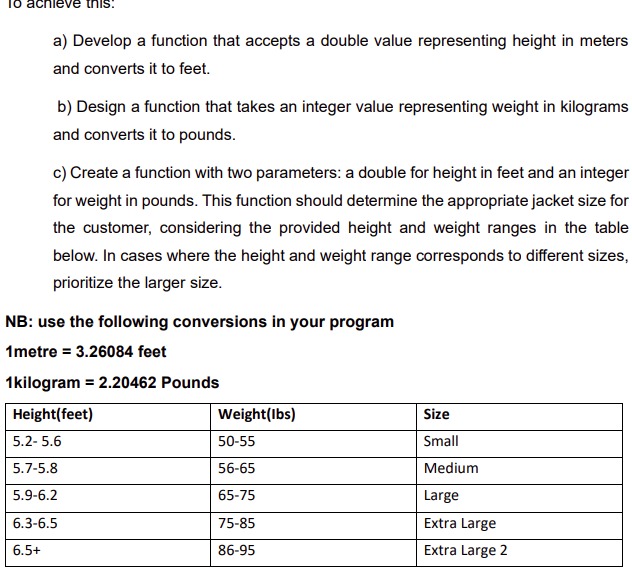 To achieve this:
a) Develop a function that accepts a double value representing height in meters
and converts it to feet.
b) Design a function that takes an integer value representing weight in kilograms
and converts it to pounds.
c) Create a function with two parameters: a double for height in feet and an integer
for weight in pounds. This function should determine the appropriate jacket size for
the customer, considering the provided height and weight ranges in the table
below. In cases where the height and weight range corresponds to different sizes,
prioritize the larger size.
NB: use the following conversions in your program
1metre = 3.26084 feet
1kilogram = 2.20462 Pounds
Height(feet) Weight(lbs) Size
5.2- 5.6 50-55 Small
5.7-5.8 56-65 Medium
5.9-6.2 65-75 Large
6.3-6.5 75-85 Extra Large
6.5+ 86-95 Extra Large 2